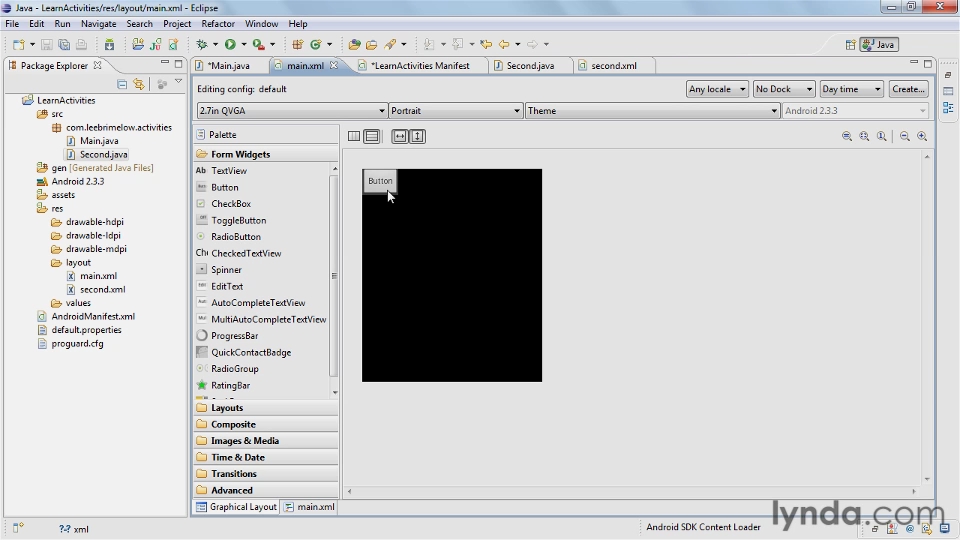 Java - LearnActivities/res/layout/main.xml - Eclipse
File Edit Run Navigate Search Project Refactor Window Help
Java
Package Explorer
*Main.java
main.xml
*LearnActivities Manifest
Second.java
second.xml
LearnActivities
src
com.leebrimelow.activities
Main.java
Second.java
gen [Generated Java Files]
Android 2.3.3
assets
res
drawable-hdpi
drawable-ldpi
drawable-mdpi
layout
main.xml
second.xml
values
AndroidManifest.xml
default.properties
proguard.cfg
Editing config: default
Any locale
No Dock
Day time
Create...
2.7in QVGA
Portrait
Theme
Android 2.3.3
Palette
Form Widgets
Ab TextView
Button
CheckBox
ToggleButton
RadioButton
CheckedTextView
Spinner
EditText
AutoCompleteTextView
MultiAutoCompleteTextView
ProgressBar
QuickContactBadge
RadioGroup
RatingBar
Layouts
Composite
Images & Media
Time & Date
Transitions
Advanced
Button
Graphical Layout
main.xml
xml
Android SDK Content Loader
lynda.com